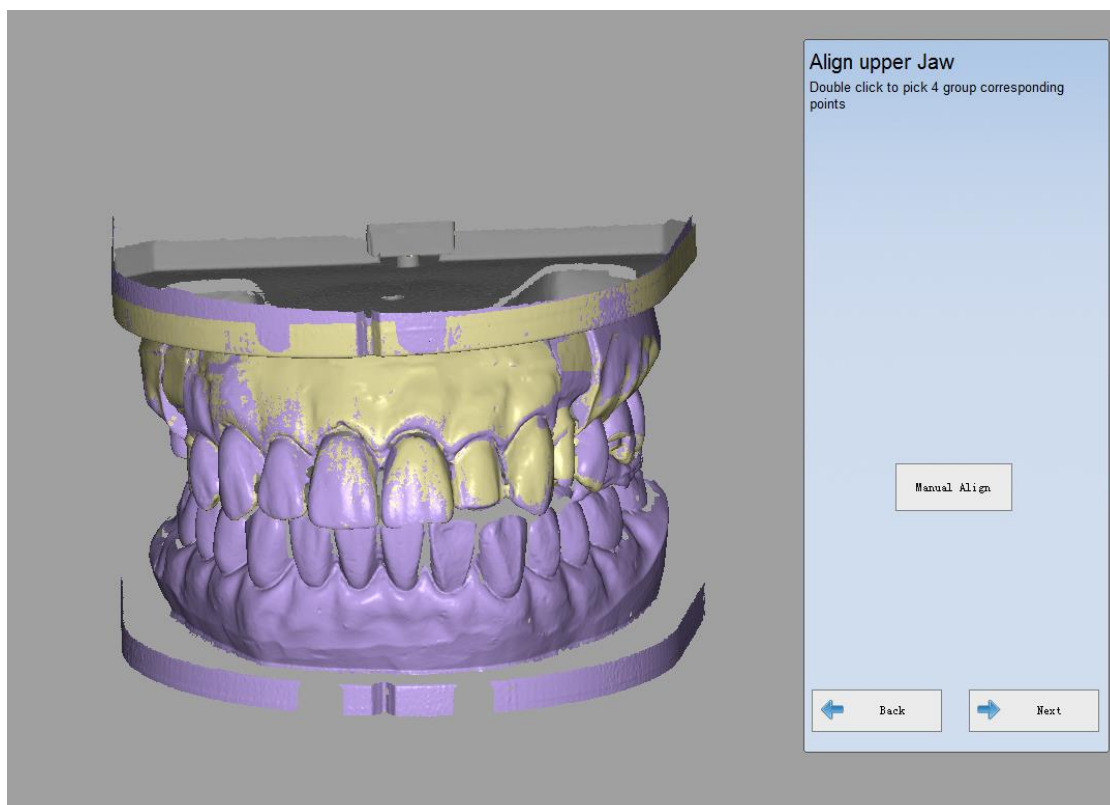 Align upper Jaw
Double click to pick 4 group corresponding
points
Manual Align
Back
Next